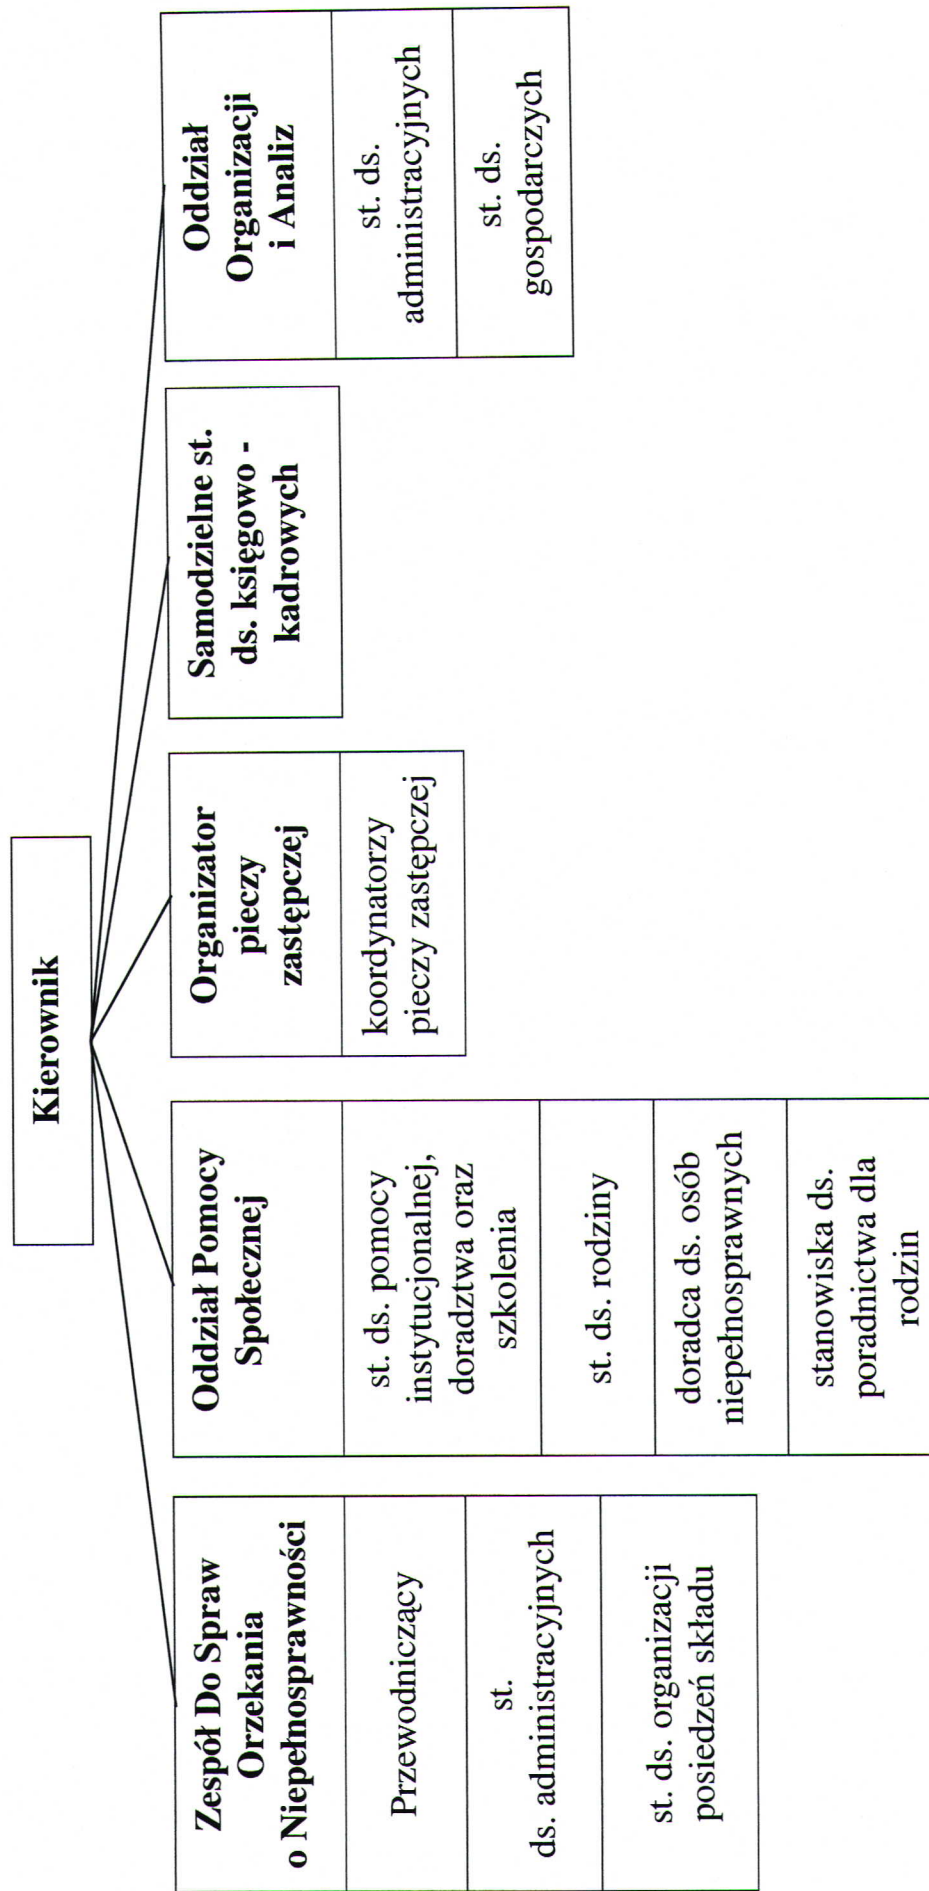 Kierownik
Zespół Do Spraw
Orzekania
o Niepełnosprawności
Przewodniczący
st.
ds. administracyjnych
st. ds. organizacji
posiedzeń składu
Oddział Pomocy
Społecznej
st. ds. pomocy
instytucjonalnej,
doradztwa oraz
szkolenia
st. ds. rodziny
doradca ds. osób
niepełnosprawnych
stanowiska ds.
poradnictwa dla
rodzin
Organizator
pieczy
zastępczej
koordynatorzy
pieczy zastępczej
Samodzielne st.
ds. księgowo -
kadrowych
Oddział
Organizacji
i Analiz
st. ds.
administracyjnych
st. ds.
gospodarczych